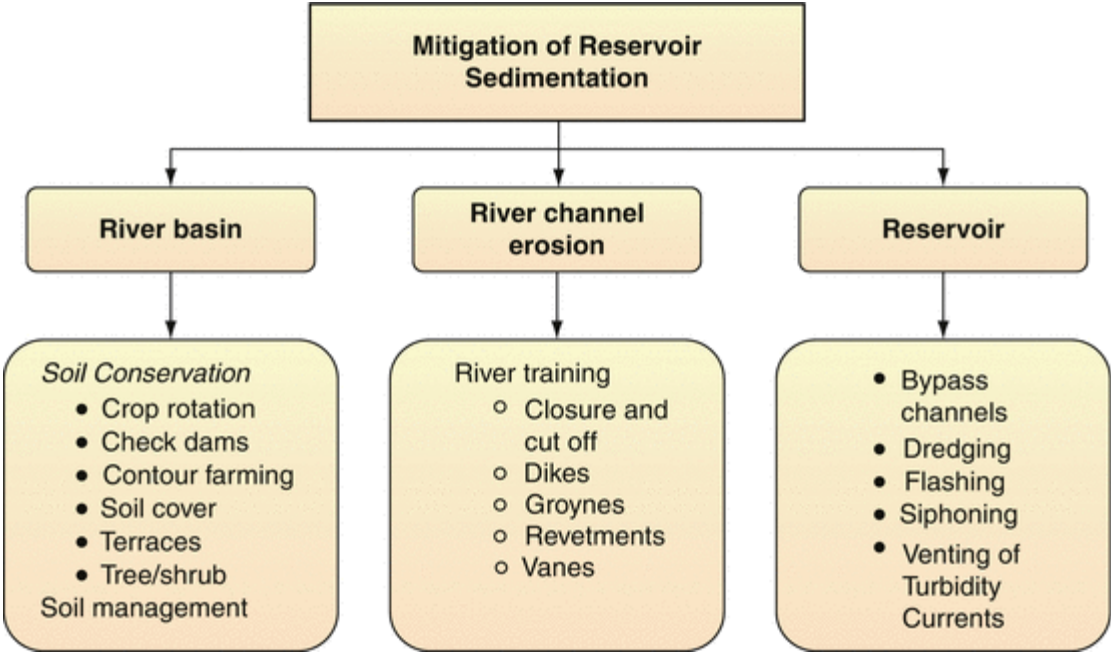 Mitigation of Reservoir
Sedimentation
River basin
River channel
erosion
Reservoir
Soil Conservation
• Crop rotation
• Check dams
• Contour farming
• Soil cover
• Terraces
• Tree/shrub
Soil management
River training
○ Closure and
cut off
○ Dikes
○ Groynes
○ Revetments
○ Vanes
• Bypass
channels
• Dredging
• Flashing
• Siphoning
• Venting of
Turbidity
Currents